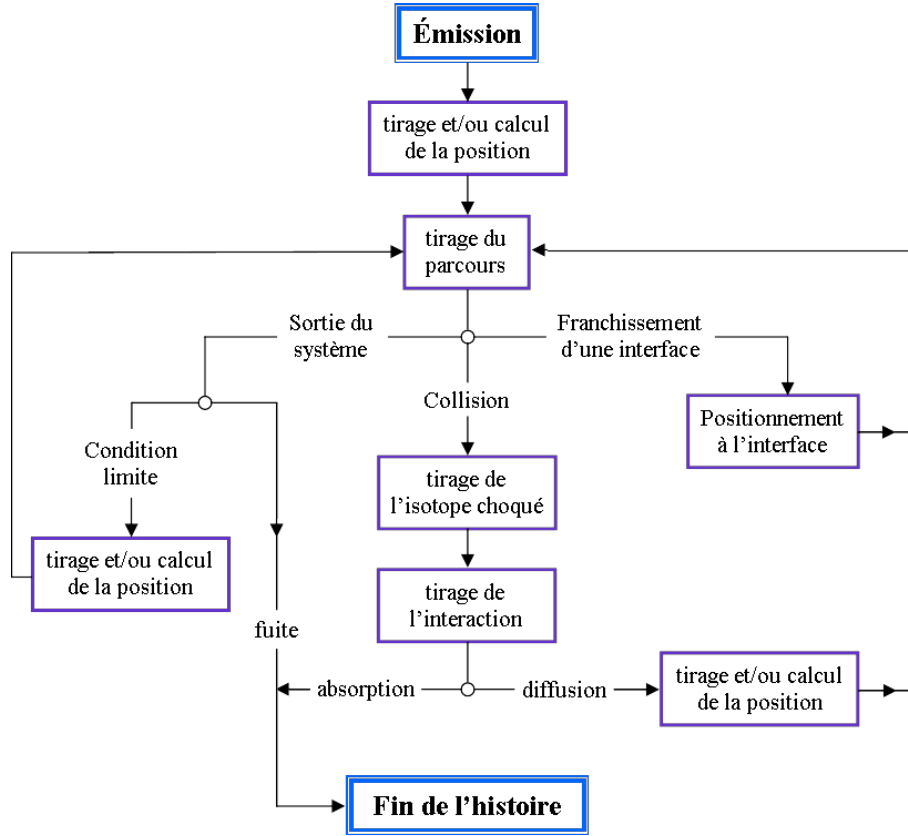 Émission
tirage et/ou calcul
de la position
tirage du
parcours
Sortie du
système
Franchissement
d’une interface
Collision
Condition
limite
Positionnement
à l’interface
tirage de
l’isotope choqué
tirage et/ou calcul
de la position
tirage de
l’interaction
fuite
absorption
diffusion
tirage et/ou calcul
de la position
Fin de l’histoire